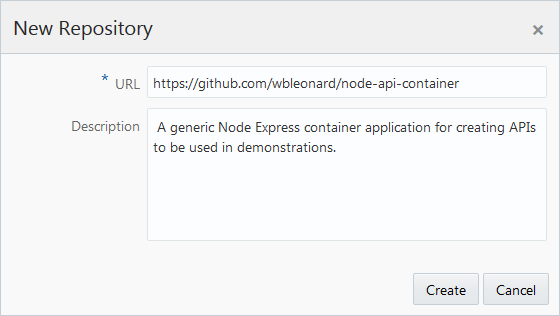 New Repository ×
* URL https://github.com/wbleonard/node-api-container
Description A generic Node Express container application for creating APIs
to be used in demonstrations.
Create Cancel